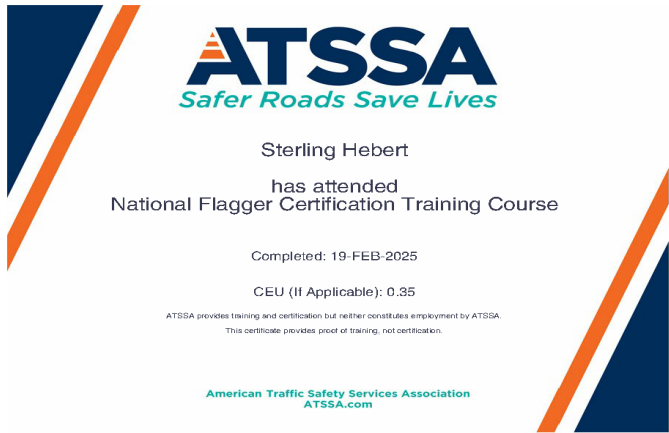 ATSSA
Safer Roads Save Lives
Sterling Hebert
has attended
National Flagger Certification Training Course
Completed: 19-FEB-2025
CEU (If Applicable): 0.35
ATSSA provides training and certification but neither constitutes employment by ATSSA.
This certificate provides proof of training, not certification.
American Traffic Safety Services Association
ATSSA.com